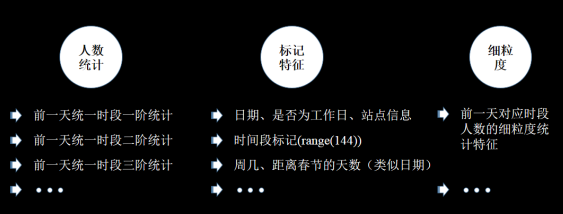 人数
统计
前一天统一时段一阶统计
前一天统一时段二阶统计
前一天统一时段三阶统计
标记
特征
日期、是否为工作日、站点信息
时间段标记(range(144))
周几、距离春节的天数（类似日期）
细粒
度
前一天对应时段
人数的细粒度统
计特征